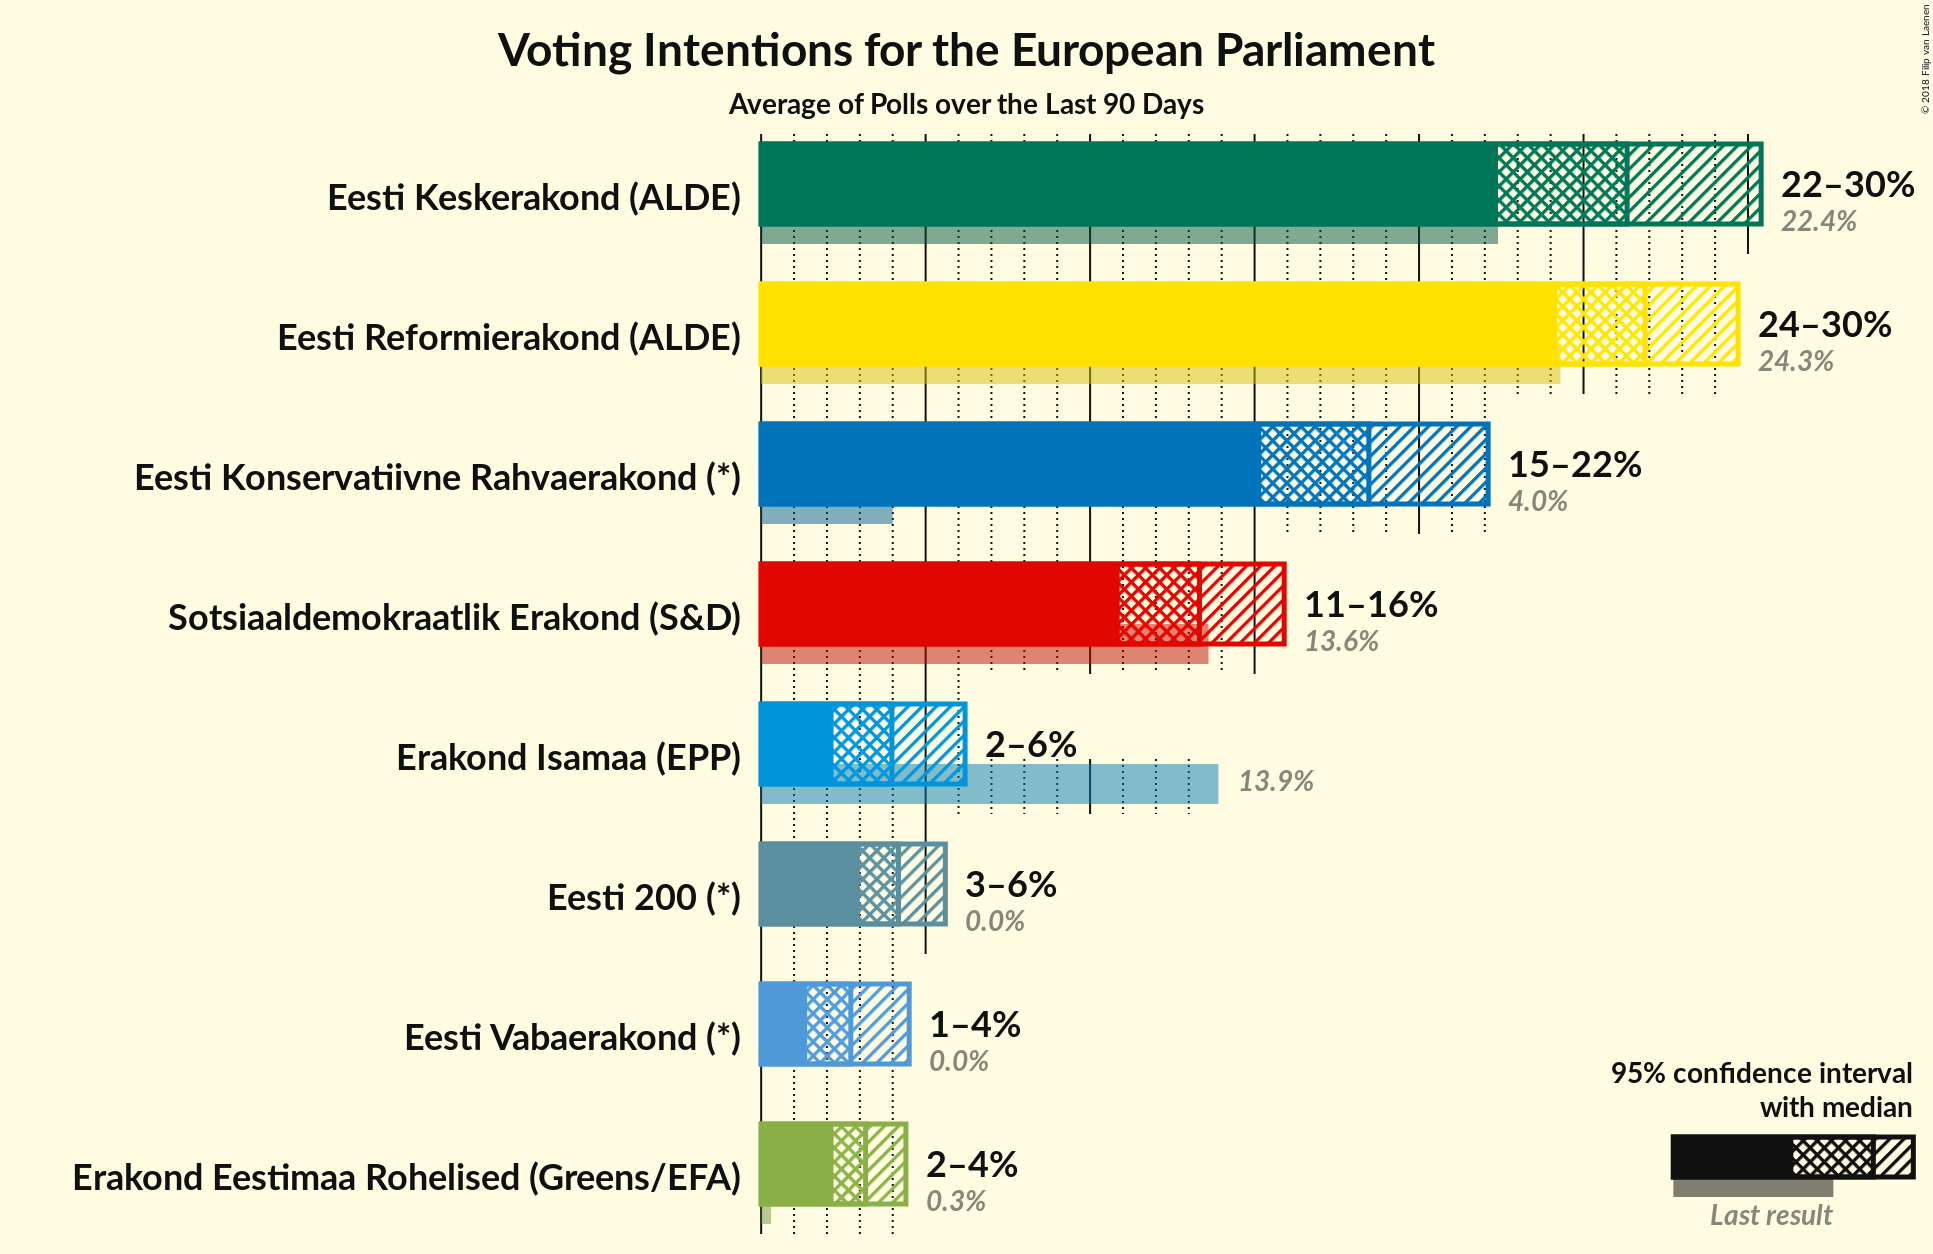 Voting Intentions for the European Parliament
Average of Polls over the Last 90 Days
© 2018 Filip van Laenen
Eesti Keskerakond (ALDE)
22–30%
22.4%
Eesti Reformierakond (ALDE)
24–30%
24.3%
Eesti Konservatiivne Rahvaerakond (*)
15–22%
4.0%
Sotsiaaldemokraatlik Erakond (S&D)
11–16%
13.6%
Erakond Isamaa (EPP)
2–6%
13.9%
Eesti 200 (*)
3–6%
0.0%
Eesti Vabaerakond (*)
1–4%
0.0%
Erakond Eestimaa Rohelised (Greens/EFA)
2–4%
0.3%
95% confidence interval
with median
Last result